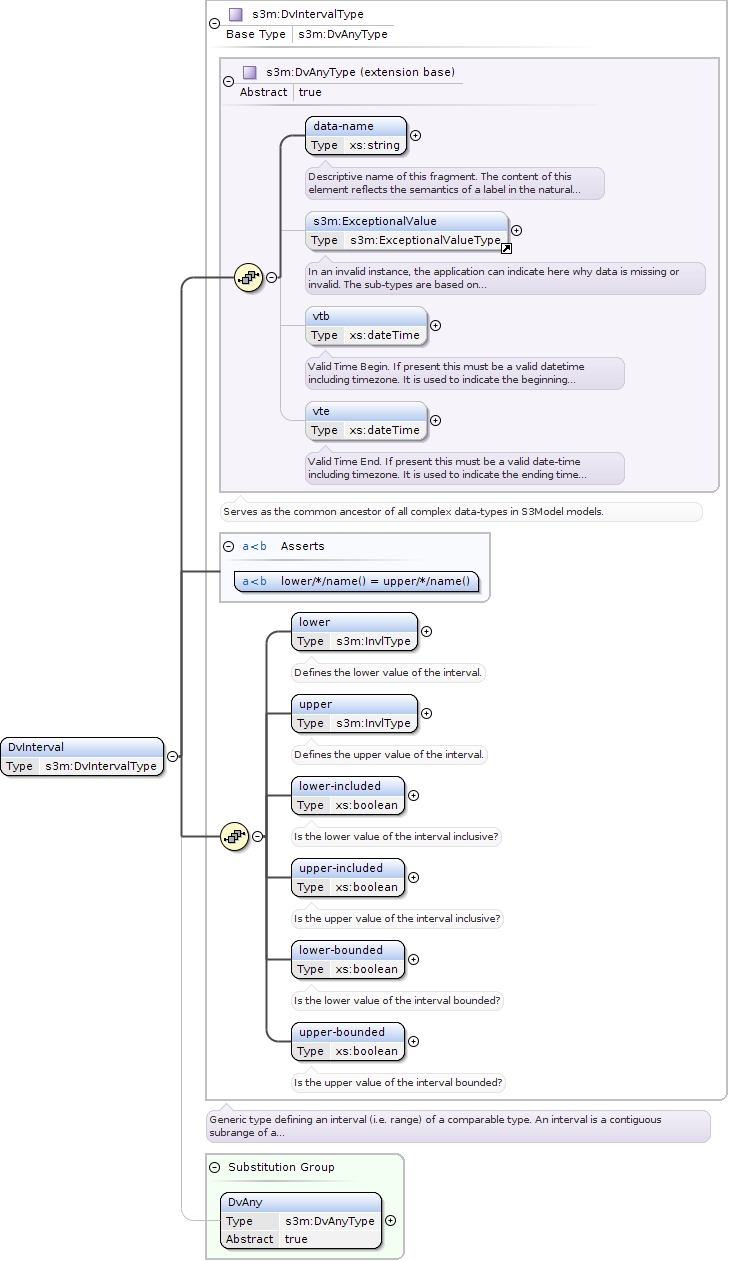 s3m:DvIntervalType
Base Type s3m:DvAnyType
s3m:DvAnyType (extension base)
Abstract true
data-name
Type xs:string
Descriptive name of this fragment. The content of this
element reflects the semantics of a label in the natural...
s3m:ExceptionalValue
Type s3m:ExceptionalValueType
In an invalid instance, the application can indicate here why data is missing or
invalid. The sub-types are based on...
vtb
Type xs:dateTime
Valid Time Begin. If present this must be a valid datetime
including timezone. It is used to indicate the beginning...
vte
Type xs:dateTime
Valid Time End. If present this must be a valid date-time
including timezone. It is used to indicate the ending time...
Serves as the common ancestor of all complex data-types in S3Model models.
a<b Asserts
a<b lower/*/name() = upper/*/name()
lower
Type s3m:InvlType
Defines the lower value of the interval.
upper
Type s3m:InvlType
Defines the upper value of the interval.
DvInterval
Type s3m:DvIntervalType
lower-included
Type xs:boolean
Is the lower value of the interval inclusive?
upper-included
Type xs:boolean
Is the upper value of the interval inclusive?
lower-bounded
Type xs:boolean
Is the lower value of the interval bounded?
upper-bounded
Type xs:boolean
Is the upper value of the interval bounded?
Generic type defining an interval (i.e. range) of a comparable type. An interval is a contiguous
subrange of a...
Substitution Group
DvAny
Type s3m:DvAnyType
Abstract true